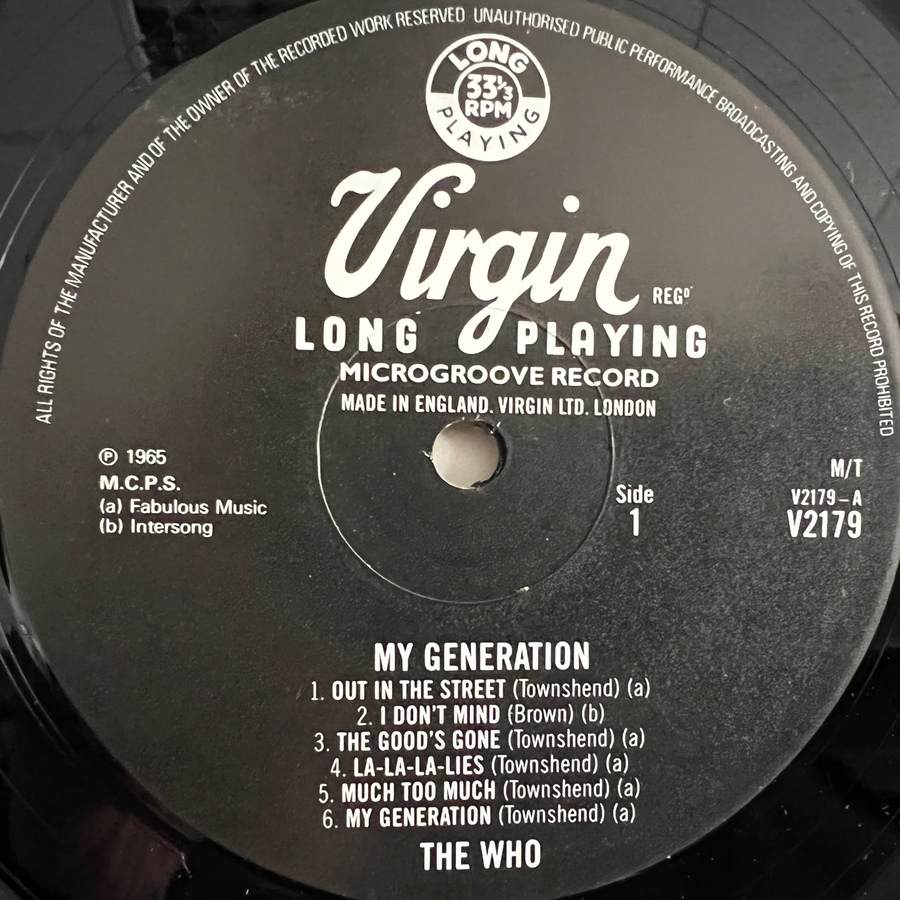 ALL RIGHTS OF THE MANUFACTURER AND OF THE OWNER OF THE RECORDED WORK RESERVED UNAUTHORISED PUBLIC PERFORMANCE BROADCASTING AND COPYING OF THIS RECORD PROHIBITED
LONG
33⅓
RPM
PLAYING
Virgin
REGD
LONG PLAYING
MICROGROOVE RECORD
MADE IN ENGLAND. VIRGIN LTD. LONDON
℗ 1965
M.C.P.S.
(a) Fabulous Music
(b) Intersong
Side
1
M/T
V2179-A
V2179
MY GENERATION
1. OUT IN THE STREET (Townshend) (a)
2. I DON'T MIND (Brown) (b)
3. THE GOOD'S GONE (Townshend) (a)
4. LA-LA-LA-LIES (Townshend) (a)
5. MUCH TOO MUCH (Townshend) (a)
6. MY GENERATION (Townshend) (a)
THE WHO